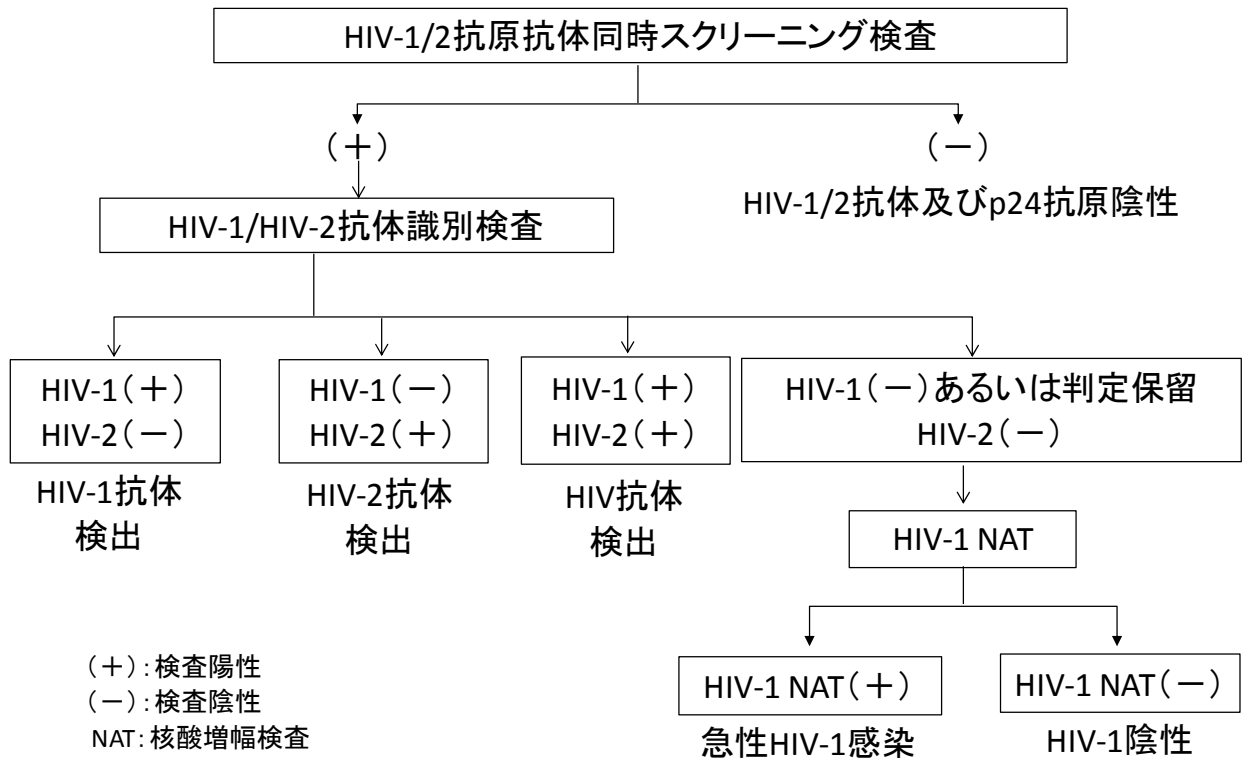 HIV-1/2抗原抗体同時スクリーニング検査
（＋）
（－）
HIV-1/2抗体及びp24抗原陰性
HIV-1/HIV-2抗体識別検査
HIV-1（＋）
HIV-2（－）
HIV-1抗体
検出
HIV-1（－）
HIV-2（＋）
HIV-2抗体
検出
HIV-1（＋）
HIV-2（＋）
HIV抗体
検出
HIV-1（－）あるいは判定保留
HIV-2（－）
HIV-1 NAT
HIV-1 NAT（＋）
急性HIV-1感染
HIV-1 NAT（－）
HIV-1陰性
（＋）：検査陽性
（－）：検査陰性
NAT：核酸増幅検査